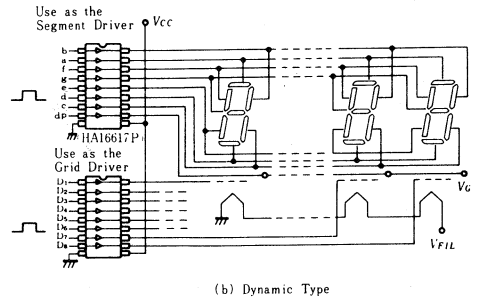 Use as the
Segment Driver
VCC
b
a
f
g
e
d
c
dp
HA16617P
Use as the
Grid Driver
D1
D2
D3
D4
D5
D6
D7
D8
VG
VFIL
(b) Dynamic Type